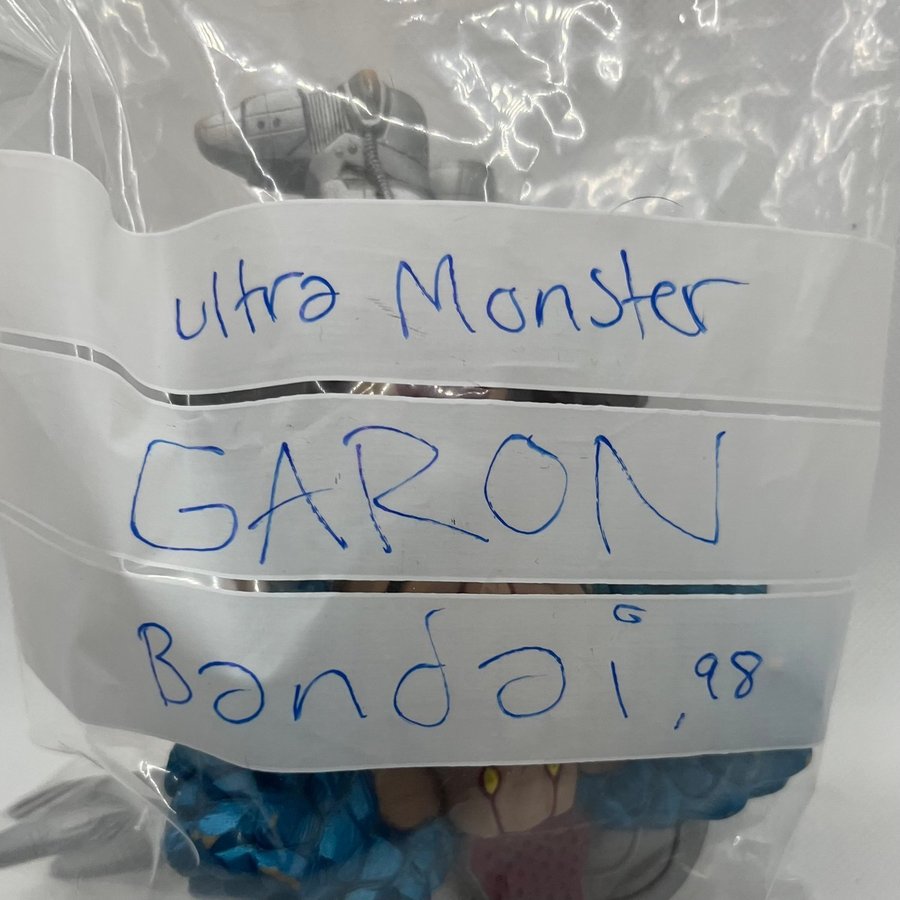 ultra Monster
GARON
Bandai, 98